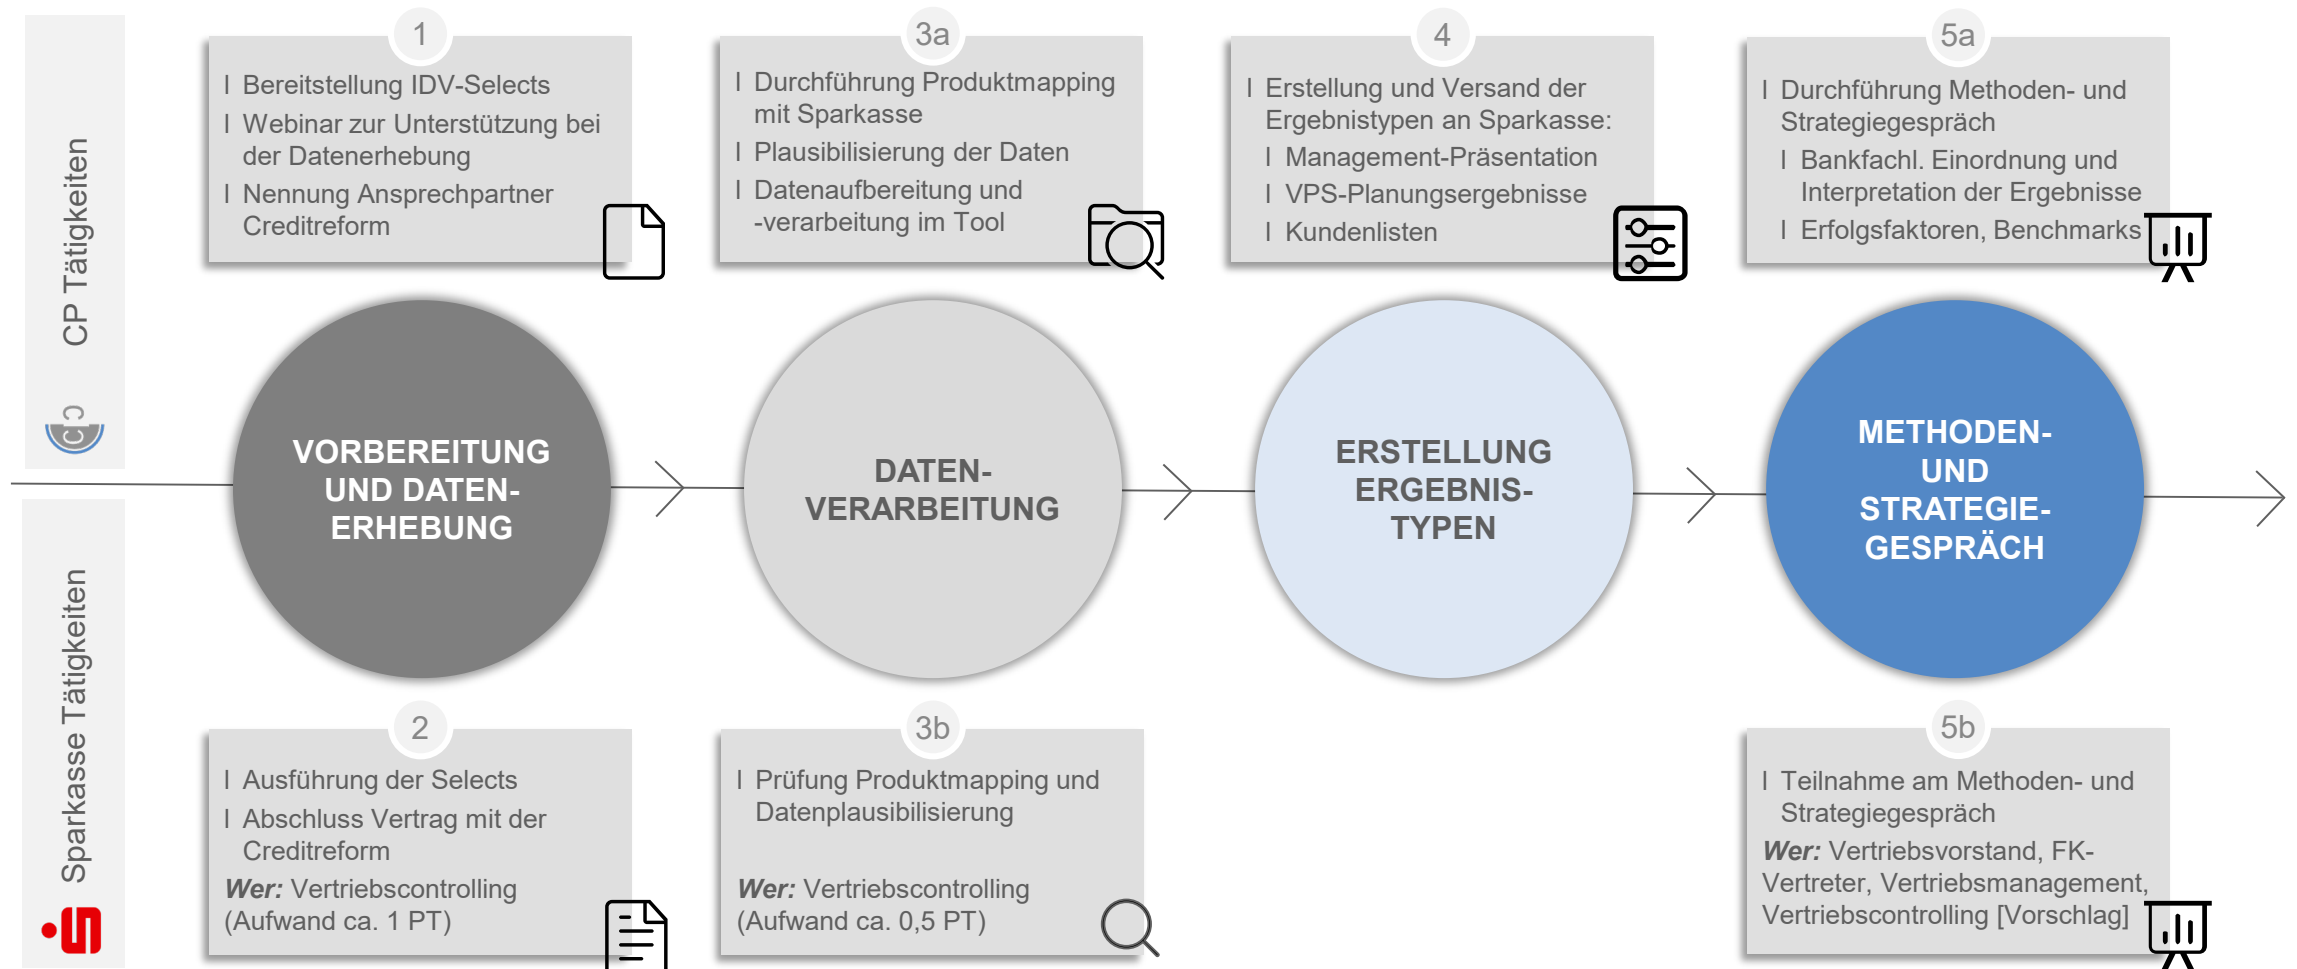 CP Tätigkeiten
1
l Bereitstellung IDV-Selects
l Webinar zur Unterstützung bei
der Datenerhebung
l Nennung Ansprechpartner
Creditreform
3a
l Durchführung Produktmapping
mit Sparkasse
l Plausibilisierung der Daten
l Datenaufbereitung und
-verarbeitung im Tool
4
l Erstellung und Versand der
Ergebnistypen an Sparkasse:
l Management-Präsentation
l VPS-Planungsergebnisse
l Kundenlisten
5a
l Durchführung Methoden- und
Strategiegespräch
l Bankfachl. Einordnung und
Interpretation der Ergebnisse
l Erfolgsfaktoren, Benchmarks
VORBEREITUNG
UND DATEN-
ERHEBUNG
DATEN-
VERARBEITUNG
ERSTELLUNG
ERGEBNIS-
TYPEN
METHODEN-
UND
STRATEGIE-
GESPRÄCH
Sparkasse Tätigkeiten
2
l Ausführung der Selects
l Abschluss Vertrag mit der
Creditreform
Wer: Vertriebscontrolling
(Aufwand ca. 1 PT)
3b
l Prüfung Produktmapping und
Datenplausibilisierung
Wer: Vertriebscontrolling
(Aufwand ca. 0,5 PT)
5b
l Teilnahme am Methoden- und
Strategiegespräch
Wer: Vertriebsvorstand, FK-
Vertreter, Vertriebsmanagement,
Vertriebscontrolling [Vorschlag]